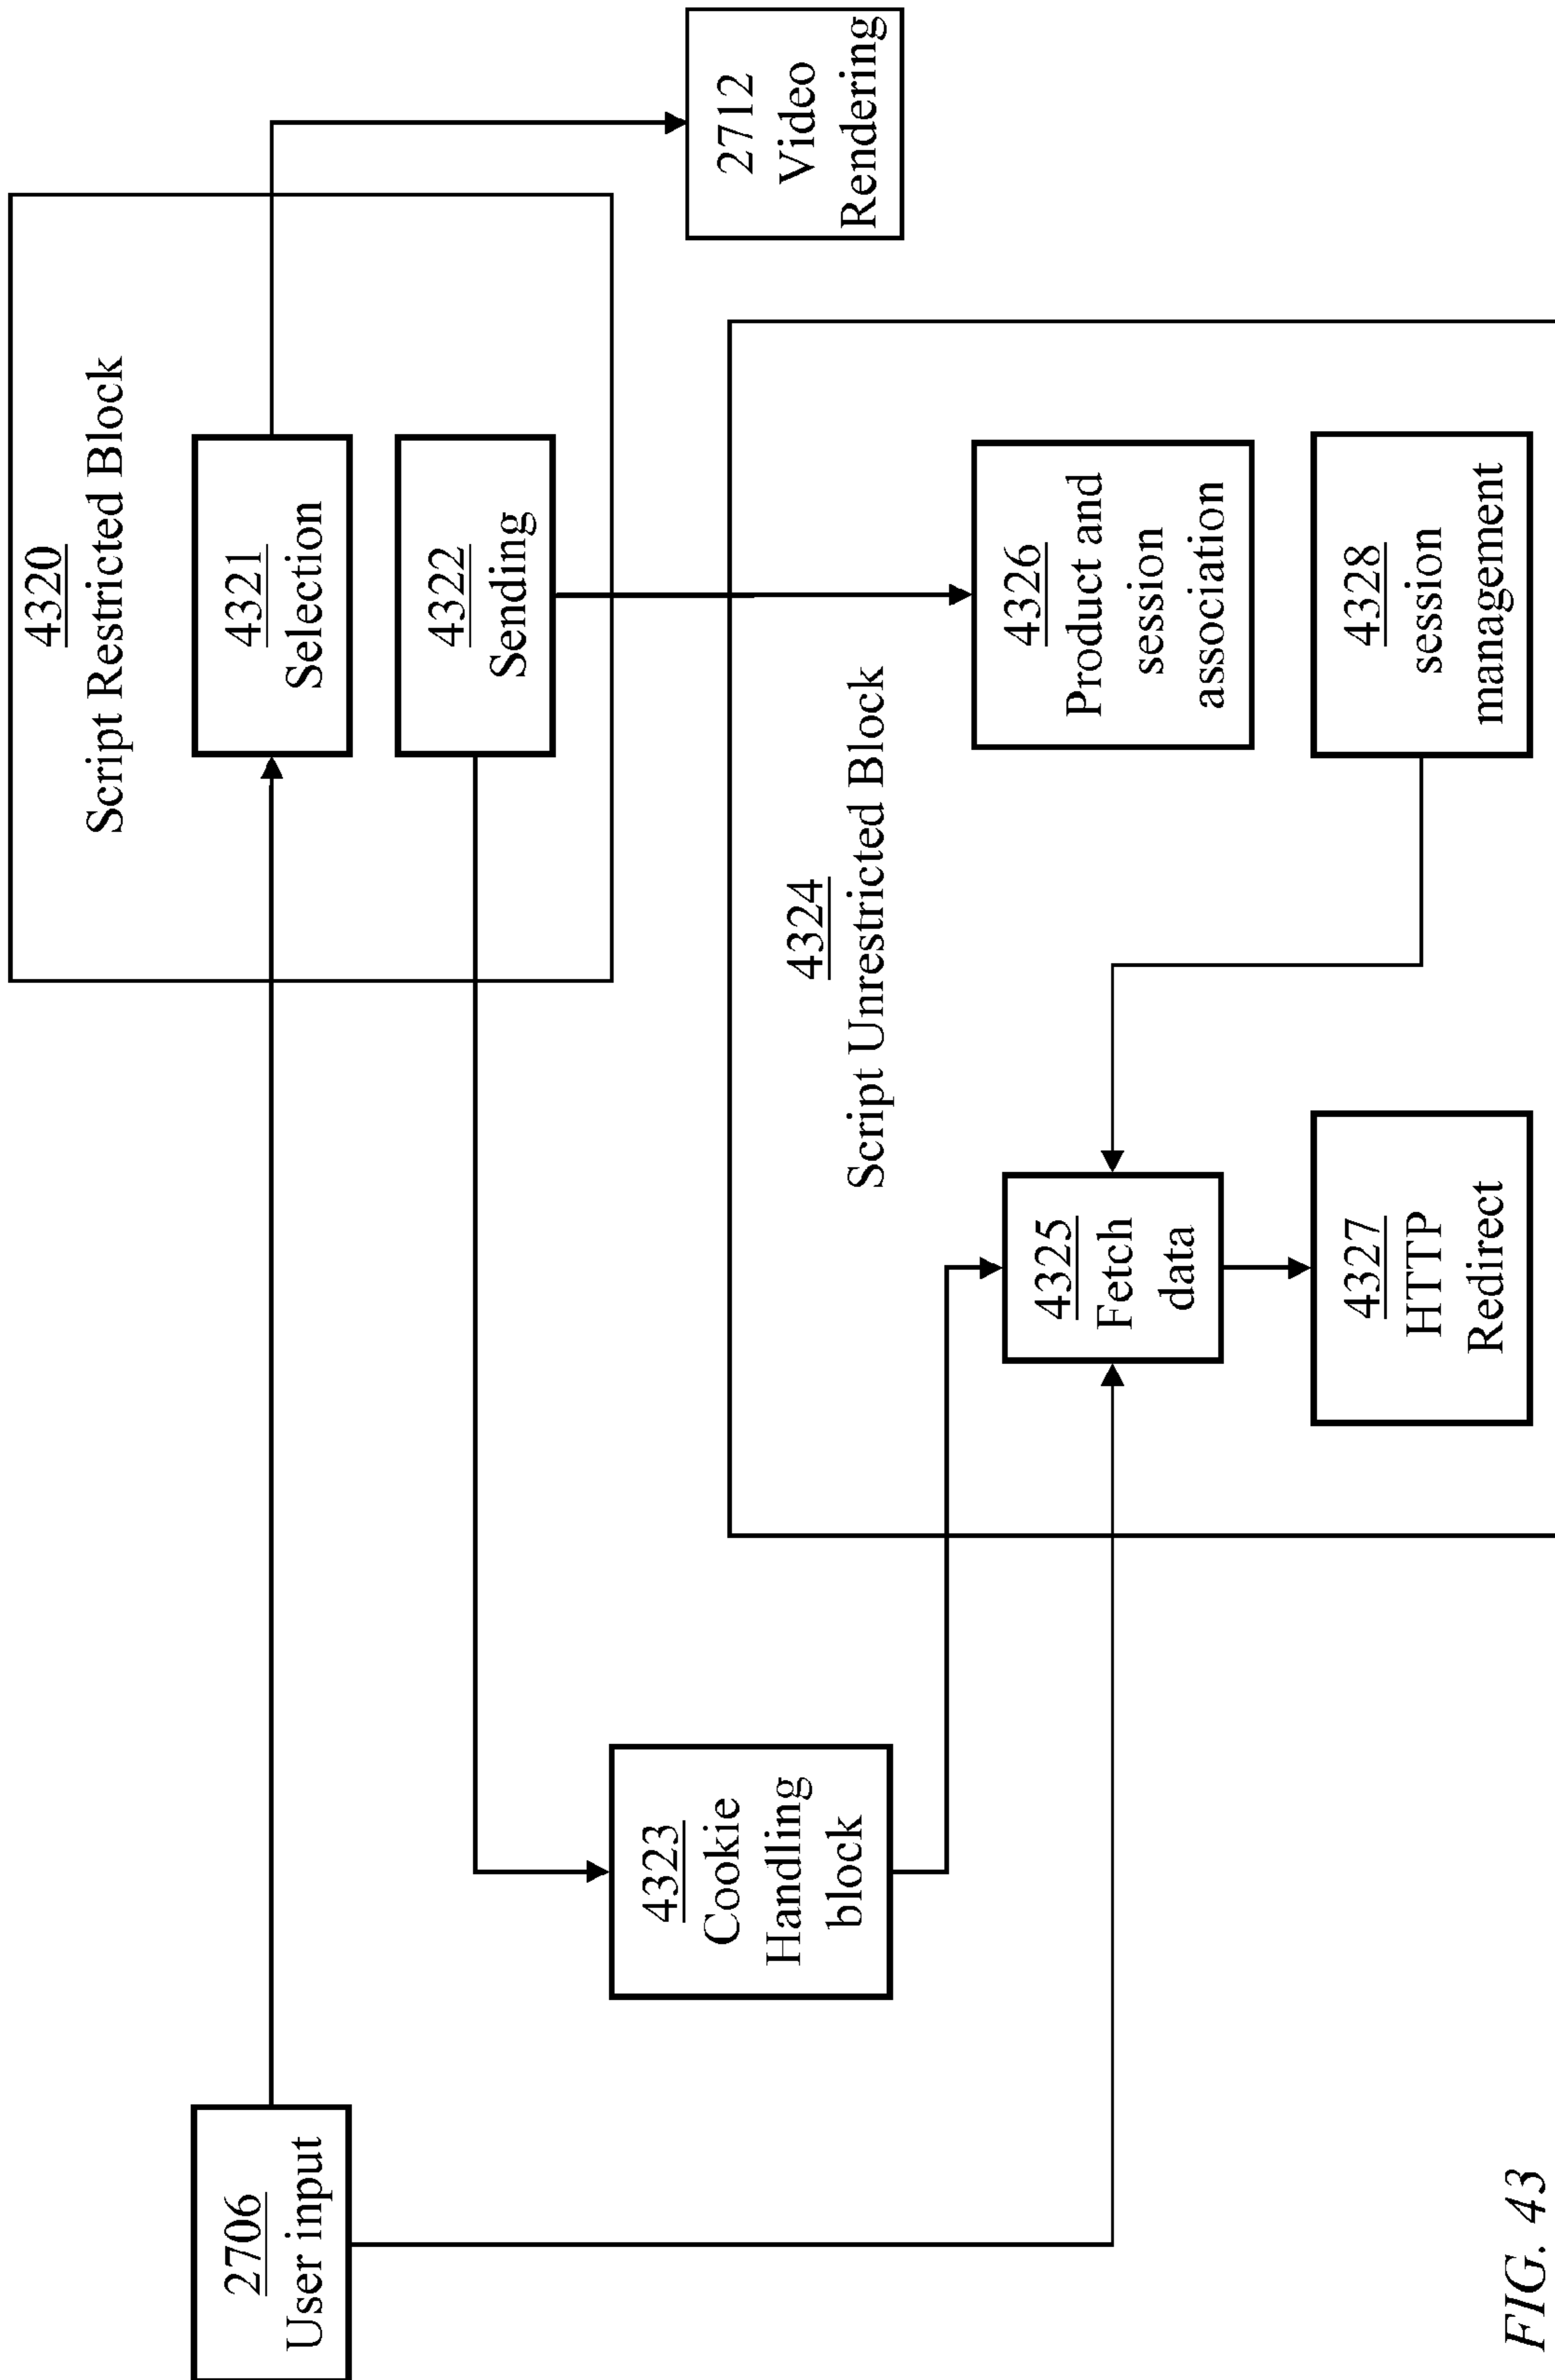 2706
User input
4320
Script Restricted Block
4321
Selection
4322
Sending
2712
Video
Rendering
4323
Cookie
Handling
block
4324
Script Unrestricted Block
4325
Fetch
data
4326
Product and
session
association
4327
HTTP
Redirect
4328
session
management
FIG. 43